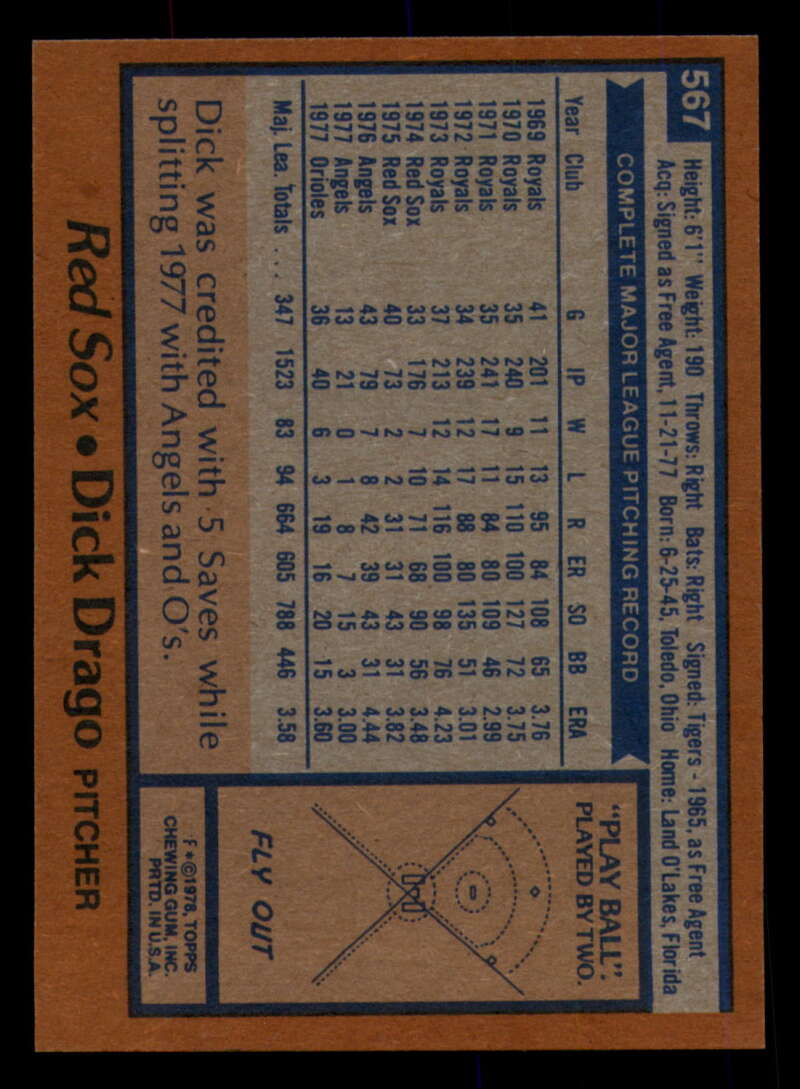 567
Height: 6'1" Weight: 190 Throws: Right Bats: Right Signed: Tigers - 1965, as Free Agent
Acq: Signed as Free Agent, 11-21-77 Born: 6-25-45, Toledo, Ohio Home: Land O'Lakes, Florida
COMPLETE MAJOR LEAGUE PITCHING RECORD
Year Club G IP W L R ER SO BB ERA
1969 Royals 41 201 11 13 95 84 108 65 3.76
1970 Royals 35 240 9 15 110 100 127 72 3.75
1971 Royals 35 241 17 11 84 80 109 46 2.99
1972 Royals 34 239 12 17 88 80 135 51 3.01
1973 Royals 37 213 12 14 116 100 98 76 4.23
1974 Red Sox 33 176 7 10 71 68 90 56 3.48
1975 Red Sox 40 73 2 2 31 31 43 31 3.82
1976 Angels 43 79 7 8 42 39 43 31 4.44
1977 Angels 13 21 0 1 8 7 15 3 3.00
1977 Orioles 36 40 6 3 19 16 20 15 3.60
Maj. Lea. Totals . . . 347 1523 83 94 664 605 788 446 3.58
Dick was credited with 5 Saves while
splitting 1977 with Angels and O's.
"PLAY BALL":
PLAYED BY TWO.
FLY OUT
F*©1978, TOPPS
CHEWING GUM, INC.
PRTD. IN U.S.A.
Red Sox • Dick Drago PITCHER